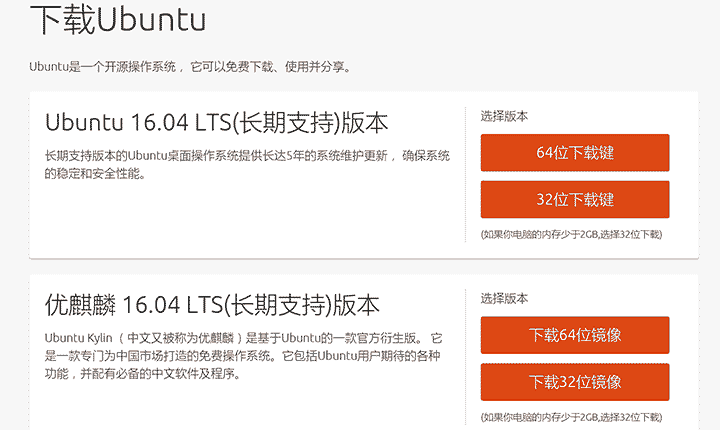 下载Ubuntu
Ubuntu是一个开源操作系统，它可以免费下载、使用并分享。
Ubuntu 16.04 LTS(长期支持)版本
长期支持版本的Ubuntu桌面操作系统提供长达5年的系统维护更新，确保系统
的稳定和安全性能。
选择版本
64位下载键
32位下载键
(如果你电脑的内存少于2GB,选择32位下载)
优麒麟 16.04 LTS(长期支持)版本
Ubuntu Kylin （中文又被称为优麒麟）是基于Ubuntu的一款官方衍生版。 它
是一款专门为中国市场打造的免费操作系统。它包括Ubuntu用户期待的各种
功能，并配有必备的中文软件及程序。
选择版本
下载64位镜像
下载32位镜像
(如果你电脑的内存少于2GB,选择32位下载)